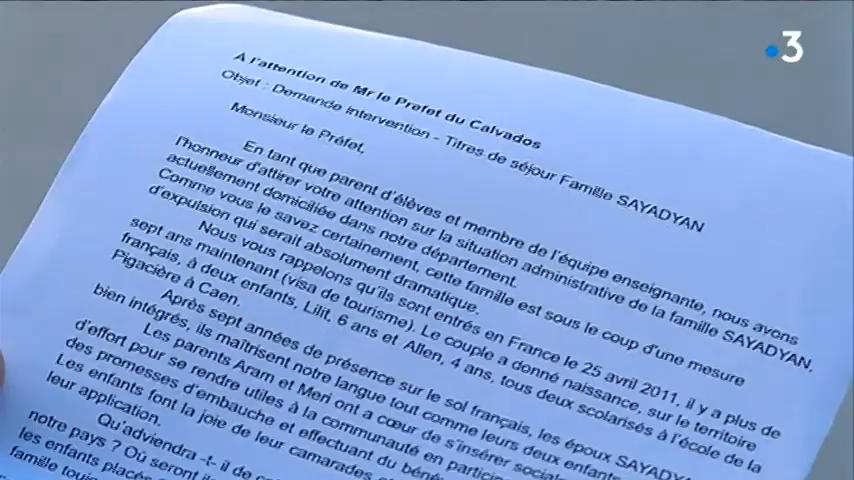 3
A l'attention de Mr le Prefet du Calvados
Objet : Demande intervention - Titres de séjour Famille SAYADYAN
Monsieur le Préfet,
En tant que parent d'élèves et membre de l'équipe enseignante, nous avons
l'honneur d'attirer votre attention sur la situation administrative de la famille SAYADYAN,
actuellement domiciliée dans notre département.
Comme vous le savez certainement, cette famille est sous le coup d'une mesure
d'expulsion qui serait absolument dramatique.
Nous vous rappelons qu'ils sont entrés en France le 25 avril 2011, il y a plus de
sept ans maintenant (visa de tourisme). Le couple a donné naissance, sur le territoire
français, à deux enfants, Lilit, 6 ans et Allen, 4 ans, tous deux scolarisés à l'école de la
Pigacière à Caen.
Après sept années de présence sur le sol français, les époux SAYADYAN
bien intégrés, ils maîtrisent notre langue tout comme leurs deux enfants
Les parents Aram et Meri ont a cœur de s'insérer
d'effort pour se rendre utiles à la communauté en
des promesses d'embauche et effectuant du
Les enfants font la joie de leur camarades
leur application.
Qu'adviendra -t- il de
notre pays ? Où seront
les enfants placés
famille